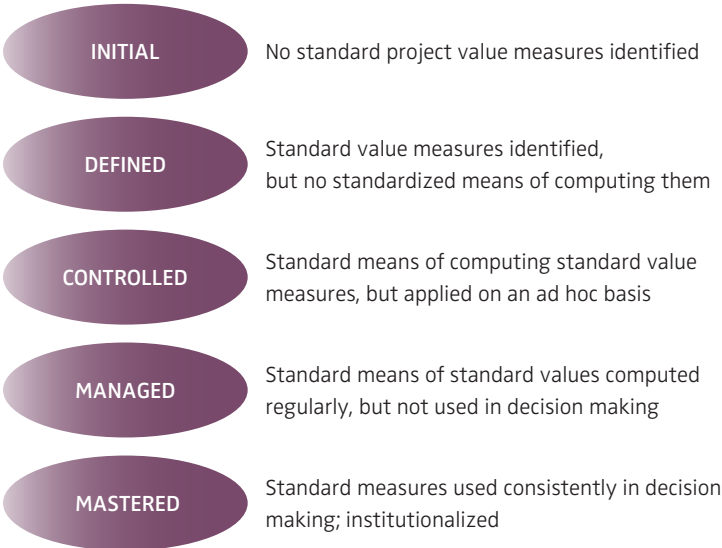 INITIAL
No standard project value measures identified
DEFINED
Standard value measures identified,
but no standardized means of computing them
CONTROLLED
Standard means of computing standard value
measures, but applied on an ad hoc basis
MANAGED
Standard means of standard values computed
regularly, but not used in decision making
MASTERED
Standard measures used consistently in decision
making; institutionalized